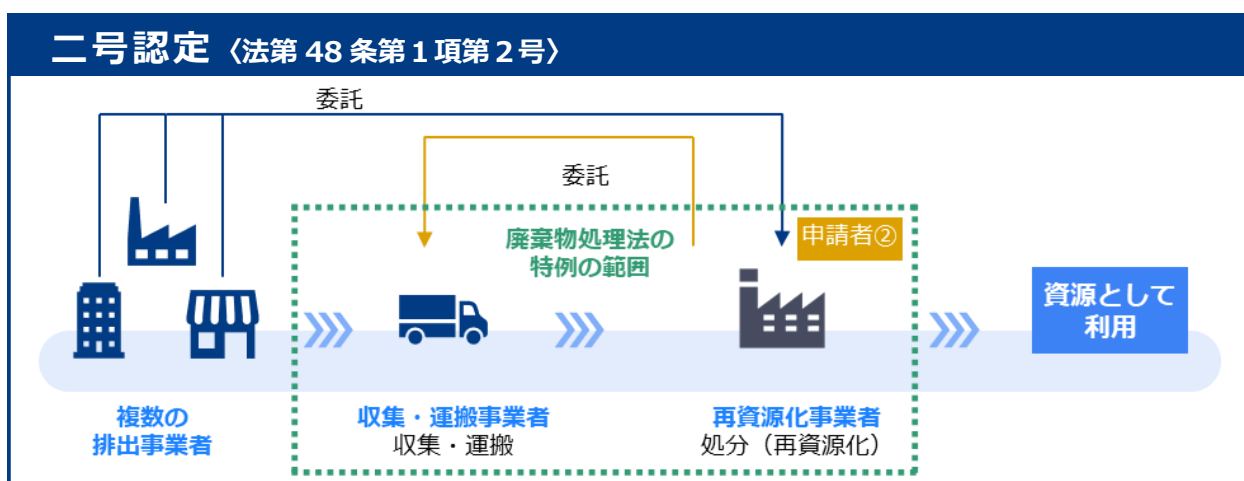 二号認定〈法第 48 条第１項第２号〉
委託
委託
廃棄物処理法の
特例の範囲
申請者②
資源として
利用
複数の
排出事業者
収集・運搬事業者
収集・運搬
再資源化事業者
処分（再資源化）